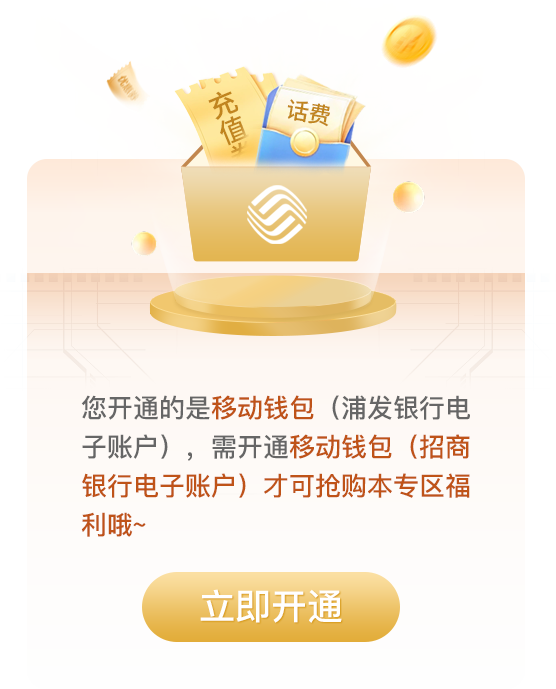 充值
话费
您开通的是移动钱包（浦发银行电
子账户），需开通移动钱包（招商
银行电子账户）才可抢购本专区福
利哦~
立即开通